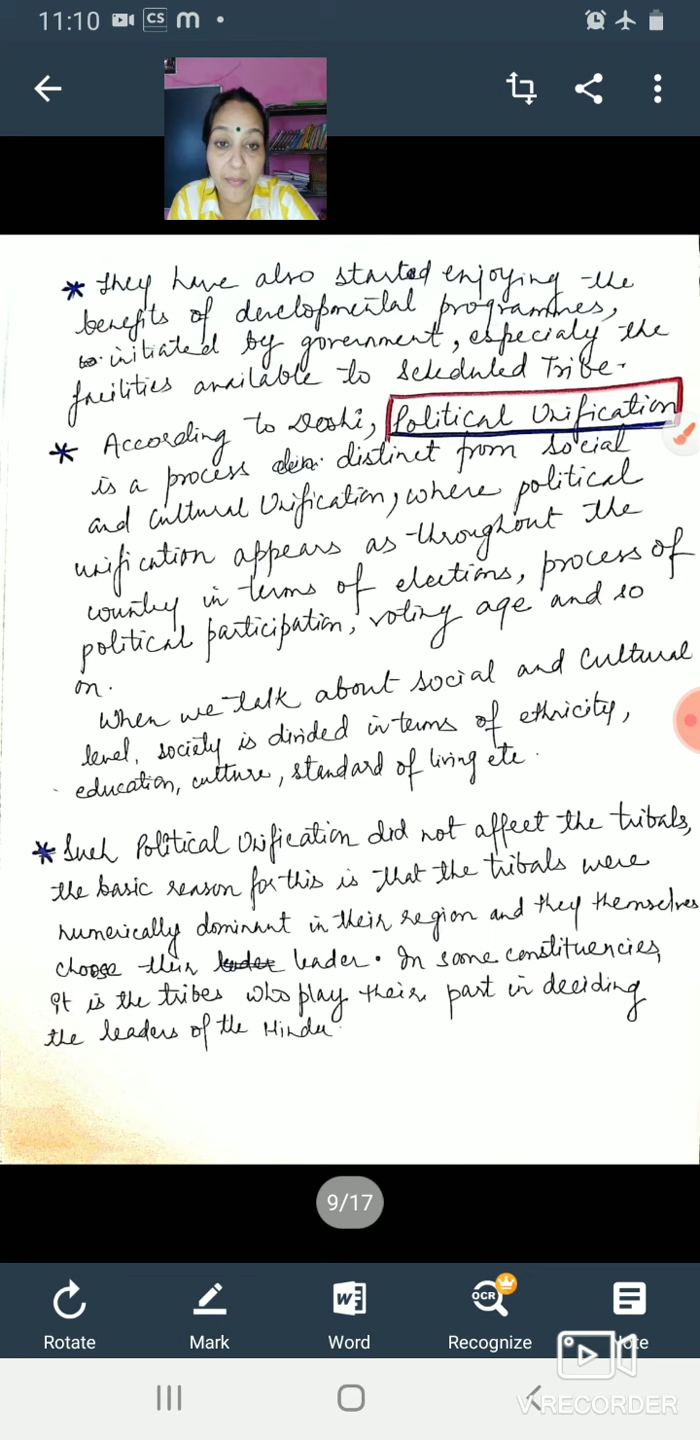 11:10 CS m
* They have also started enjoying the
benefits of developmental programmes,
initiated by government, especialy the
facilities available to Scheduled Tribe.
* According to Doshi, Political Unification
is a process distinct from social
and cultural Unification, where political
unification appears as throughout the
country in terms of elections, process of
political participation, voting age and so
on.
When we talk about social and cultural
level, society is divided in terms of ethnicity,
education, culture, standard of living etc.
* Such Political Unification did not affect the tribals,
the basic reason for this is that the tribals were
numerically dominant in their region and they themselves
choose their leader. In some constituencies,
it is the tribes who play their part in deciding
the leaders of the Hindu.
9/17
Rotate Mark Word Recognize
W OCR
V RECORDER